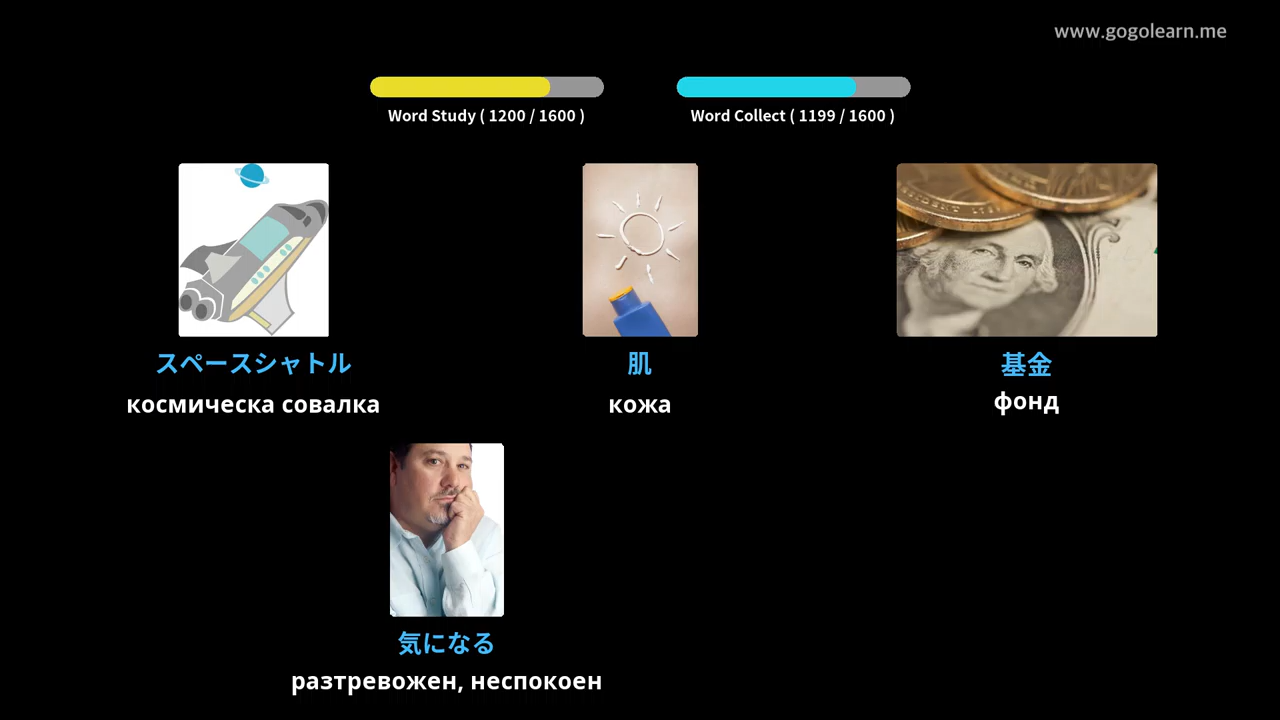 www.gogolearn.me
Word Study ( 1200 / 1600 )
Word Collect ( 1199 / 1600 )
スペースシャトル
肌
基金
космическа совалка
кожа
фонд
気になる
разтревожен, неспокоен